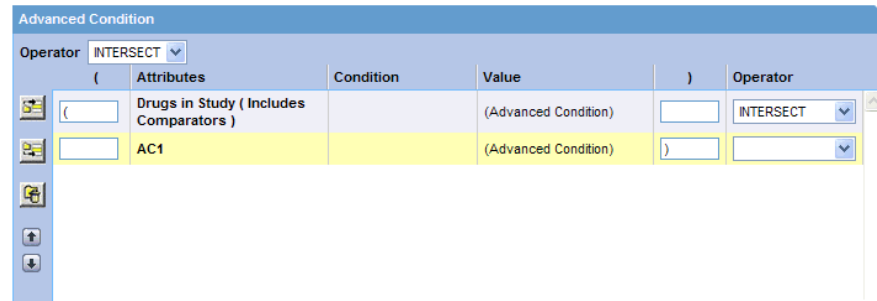 Advanced Condition
Operator INTERSECT
( Attributes Condition Value ) Operator
( Drugs in Study ( Includes Comparators ) (Advanced Condition) INTERSECT
AC1 (Advanced Condition) )